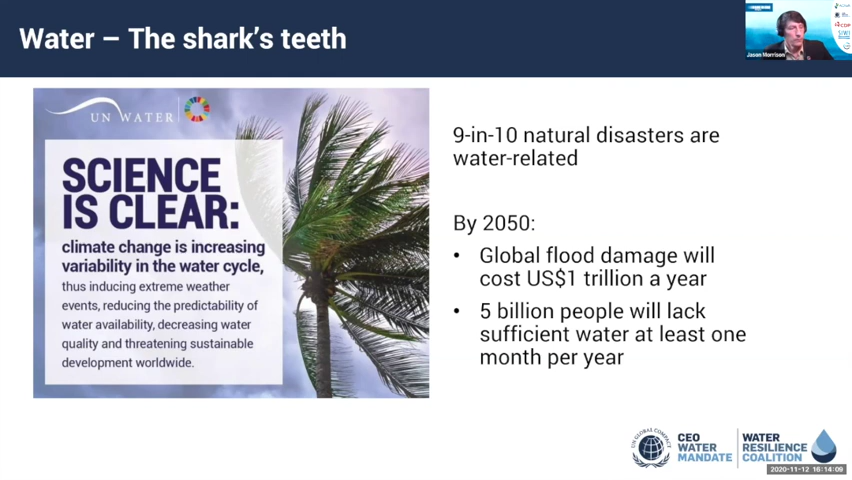 Water – The shark's teeth
Jason Morrison
CDP
UN WATER
SCIENCE
IS CLEAR:
climate change is increasing
variability in the water cycle,
thus inducing extreme weather
events, reducing the predictability of
water availability, decreasing water
quality and threatening sustainable
development worldwide.
9-in-10 natural disasters are
water-related
By 2050:
• Global flood damage will
cost US$1 trillion a year
• 5 billion people will lack
sufficient water at least one
month per year
UN GLOBAL COMPACT
CEO
WATER
MANDATE
WATER
RESILIENCE
COALITION
2020-11-12 16:14:09